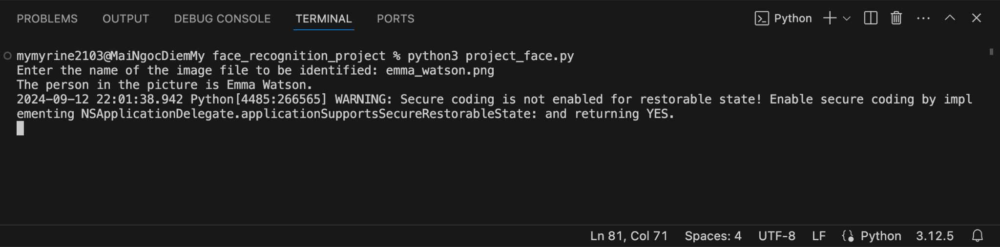 PROBLEMS OUTPUT DEBUG CONSOLE TERMINAL PORTS Python
mymyrine2103@MaiNgocDiemMy face_recognition_project % python3 project_face.py
Enter the name of the image file to be identified: emma_watson.png
The person in the picture is Emma Watson.
2024-09-12 22:01:38.942 Python[4485:266565] WARNING: Secure coding is not enabled for restorable state! Enable secure coding by impl
ementing NSApplicationDelegate.applicationSupportsSecureRestorableState: and returning YES.
Ln 81, Col 71 Spaces: 4 UTF-8 LF Python 3.12.5